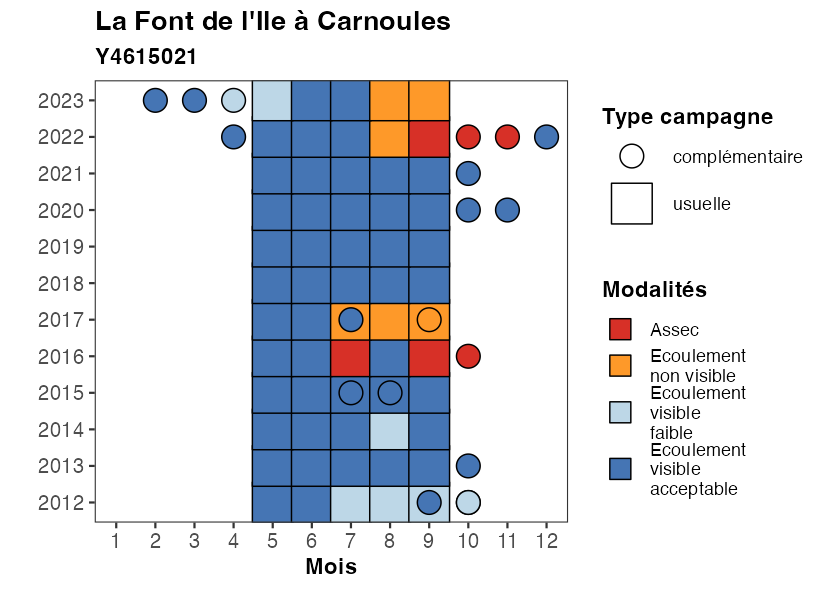 La Font de l'Ile à Carnoules
Y4615021
2023
2022
2021
2020
2019
2018
2017
2016
2015
2014
2013
2012
1 2 3 4 5 6 7 8 9 10 11 12
Mois
Type campagne
complémentaire
usuelle
Modalités
Assec
Ecoulement
non visible
Ecoulement
visible
faible
Ecoulement
visible
acceptable